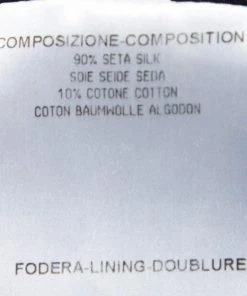 COMPOSIZIONE-COMPOSITION
90% SETA SILK
SOIE SEIDE SEDA
10% COTONE COTTON
COTON BAUMWOLLE ALGODON
FODERA-LINING-DOUBLURE